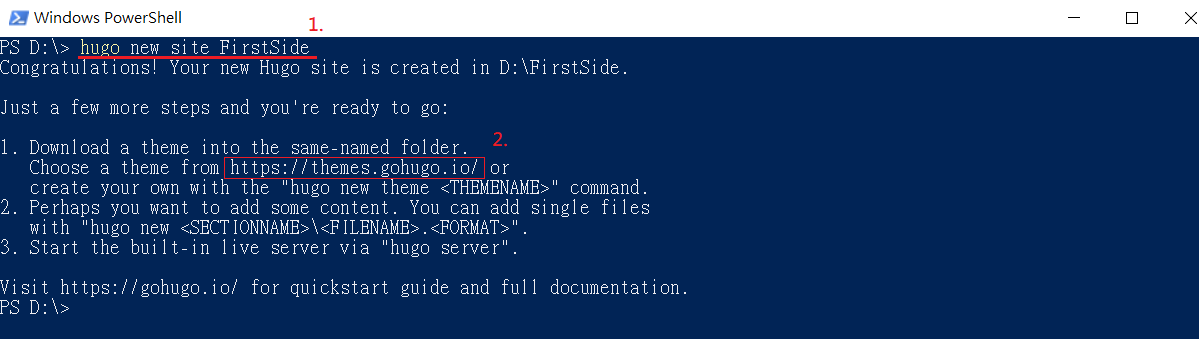 Windows PowerShell
1.
PS D:\> hugo new site FirstSide
Congratulations! Your new Hugo site is created in D:\FirstSide.
Just a few more steps and you're ready to go:
2.
1. Download a theme into the same-named folder.
Choose a theme from https://themes.gohugo.io/ or
create your own with the "hugo new theme <THEMENAME>" command.
2. Perhaps you want to add some content. You can add single files
with "hugo new <SECTIONNAME>\<FILENAME>.<FORMAT>".
3. Start the built-in live server via "hugo server".
Visit https://gohugo.io/ for quickstart guide and full documentation.
PS D:\>